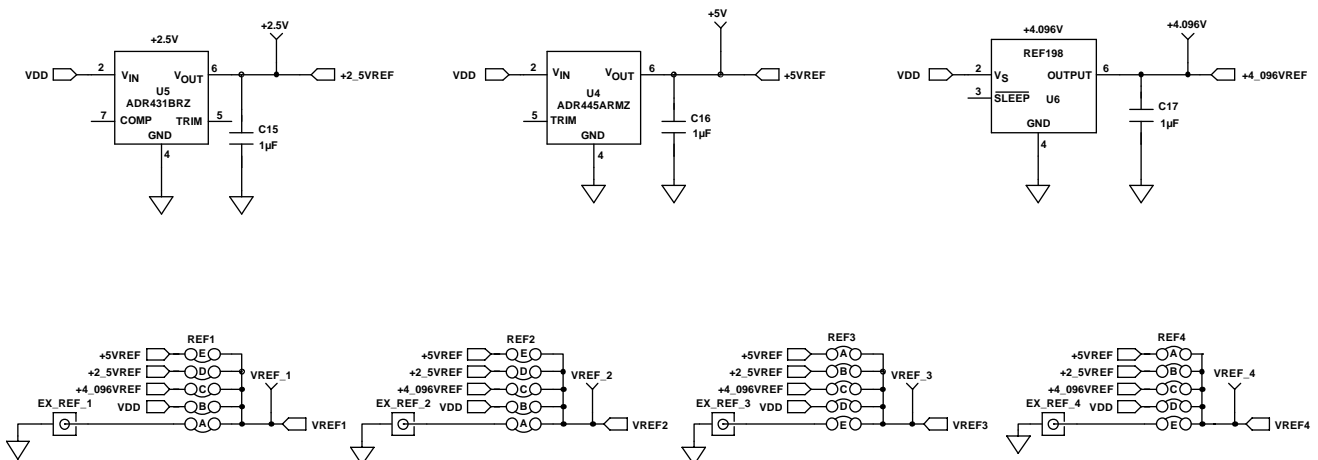 +2.5V
+2.5V
VDD
2
VIN
VOUT
6
+2_5VREF
U5
ADR431BRZ
7
COMP
TRIM
5
GND
4
C15
1µF
+5V
VDD
2
VIN
VOUT
6
+5VREF
U4
ADR445ARMZ
5
TRIM
GND
4
C16
1µF
+4.096V
+4.096V
REF198
VDD
2
VS
OUTPUT
6
+4_096VREF
3
SLEEP
U6
GND
4
C17
1µF
REF1
+5VREF
E
+2_5VREF
D
VREF_1
+4_096VREF
C
EX_REF_1
VDD
B
A
VREF1
REF2
+5VREF
E
+2_5VREF
D
VREF_2
+4_096VREF
C
EX_REF_2
VDD
B
A
VREF2
REF3
+5VREF
A
+2_5VREF
B
VREF_3
+4_096VREF
C
EX_REF_3
VDD
D
E
VREF3
REF4
+5VREF
A
+2_5VREF
B
VREF_4
+4_096VREF
C
EX_REF_4
VDD
D
E
VREF4